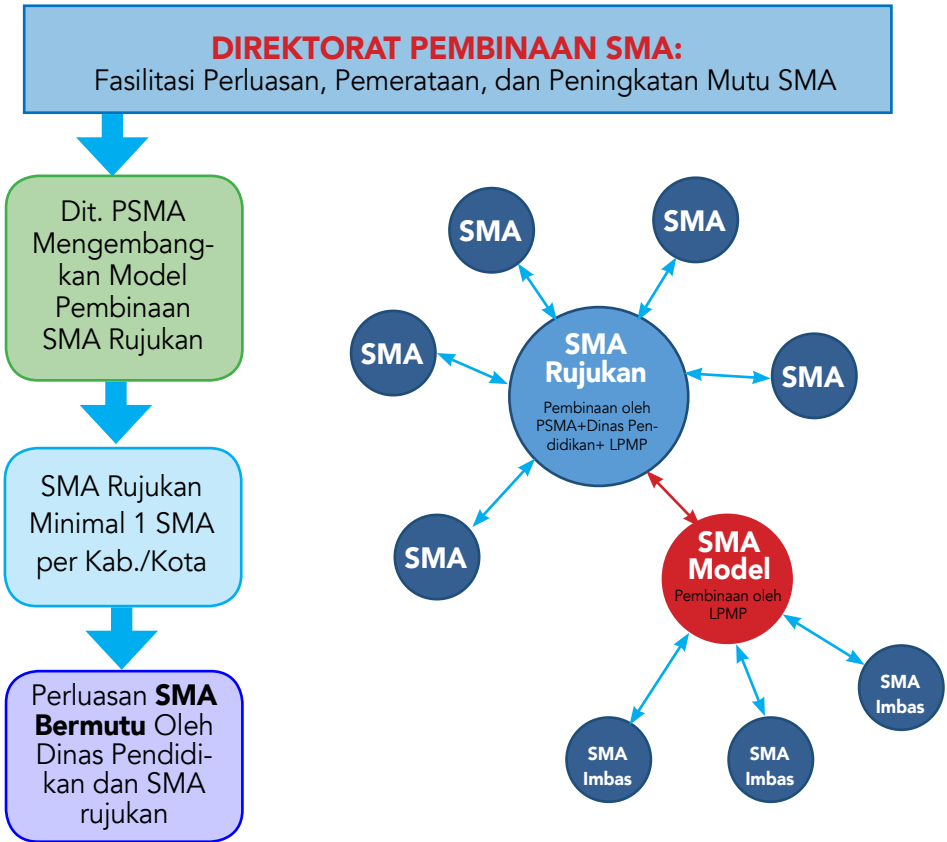 DIREKTORAT PEMBINAAN SMA:
Fasilitasi Perluasan, Pemerataan, dan Peningkatan Mutu SMA
Dit. PSMA
Mengembang-
kan Model
Pembinaan
SMA Rujukan
SMA Rujukan
Minimal 1 SMA
per Kab./Kota
Perluasan SMA
Bermutu Oleh
Dinas Pendidi-
kan dan SMA
rujukan
SMA
SMA
SMA
SMA
Rujukan
Pembinaan oleh
PSMA+Dinas Pen-
didikan+ LPMP
SMA
SMA
SMA
Model
Pembinaan oleh
LPMP
SMA
Imbas
SMA
Imbas
SMA
Imbas